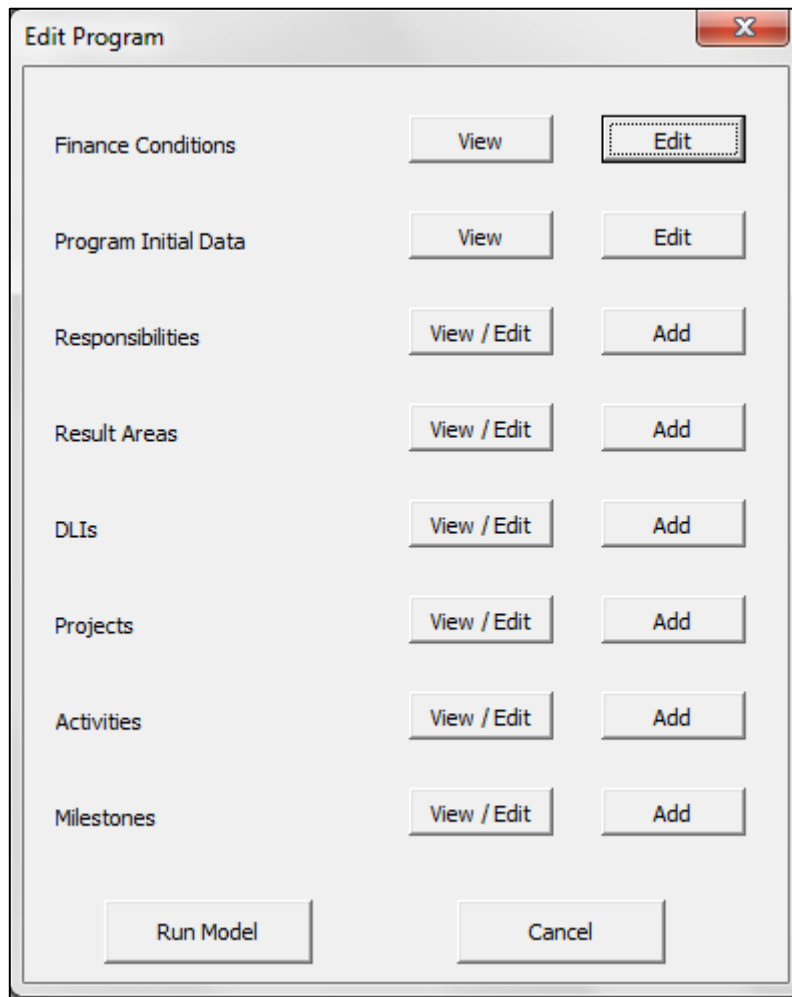 Edit Program
Finance Conditions View Edit
Program Initial Data View Edit
Responsibilities View / Edit Add
Result Areas View / Edit Add
DLIs View / Edit Add
Projects View / Edit Add
Activities View / Edit Add
Milestones View / Edit Add
Run Model Cancel